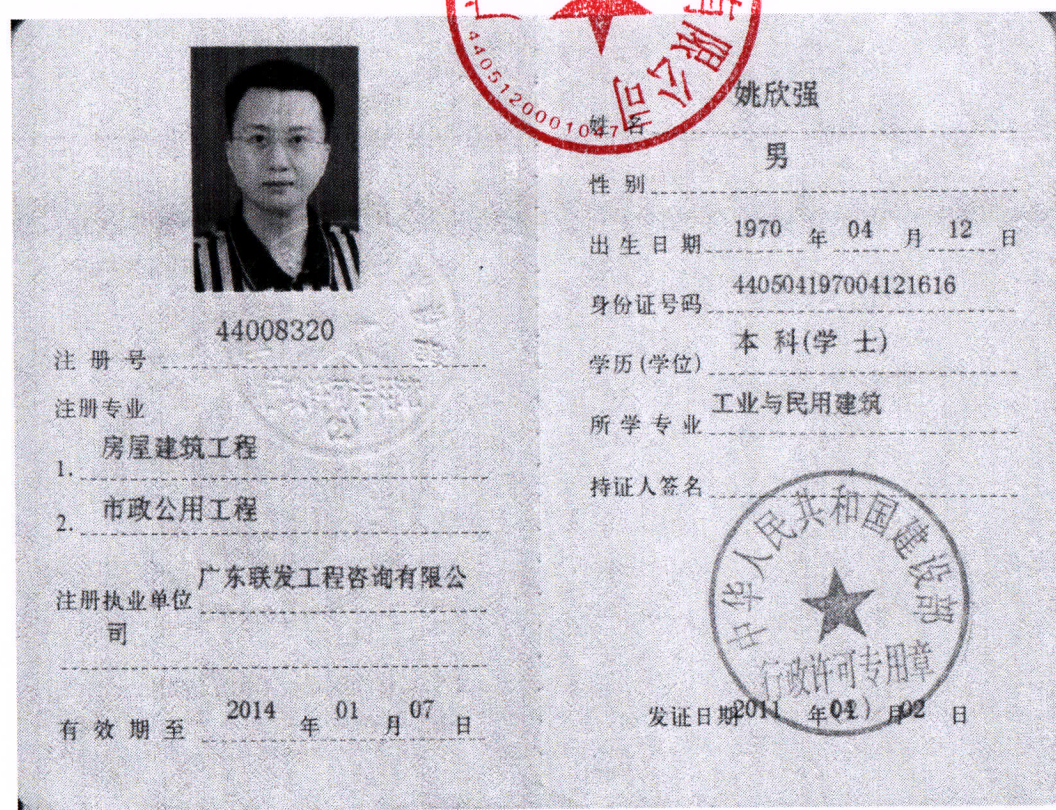 44008320
注 册 号
注册专业
1. 房屋建筑工程
2. 市政公用工程
注册执业单位 广东联发工程咨询有限公
司
有 效 期 至 2014 年 01 月 07 日
有限公司
4405120001047
姓 名 姚欣强
性 别 男
出 生 日 期 1970 年 04 月 12 日
身份证号码 440504197004121616
学历(学位) 本 科(学 士)
所 学 专 业 工业与民用建筑
持证人签名
中华人民共和国建设部
行政许可专用章
发证日期 2011 年 月 02 日